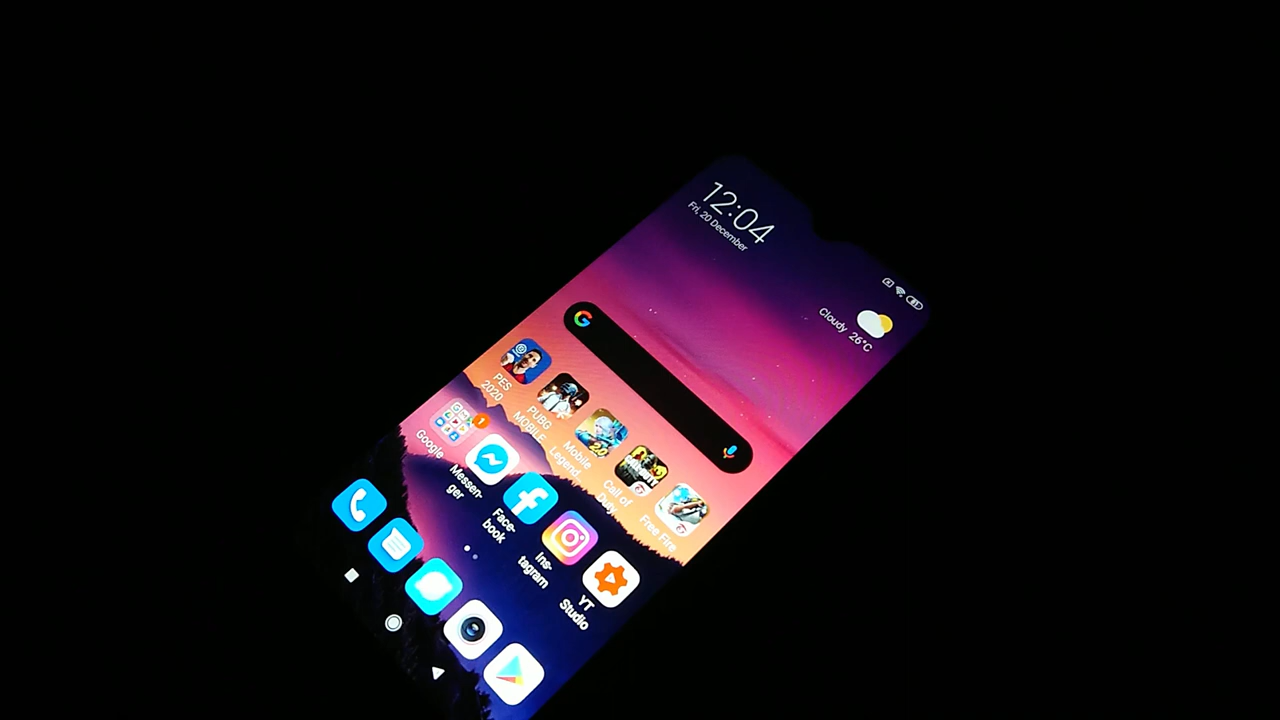 12:04
Fri, 20 December
Cloudy 26°C
PES
2020
PUBG
MOBILE
Mobile
Legend
Call of
Duty
Free Fire
Google
1
Messen-
ger
Face-
book
Ins-
tagram
YT
Studio